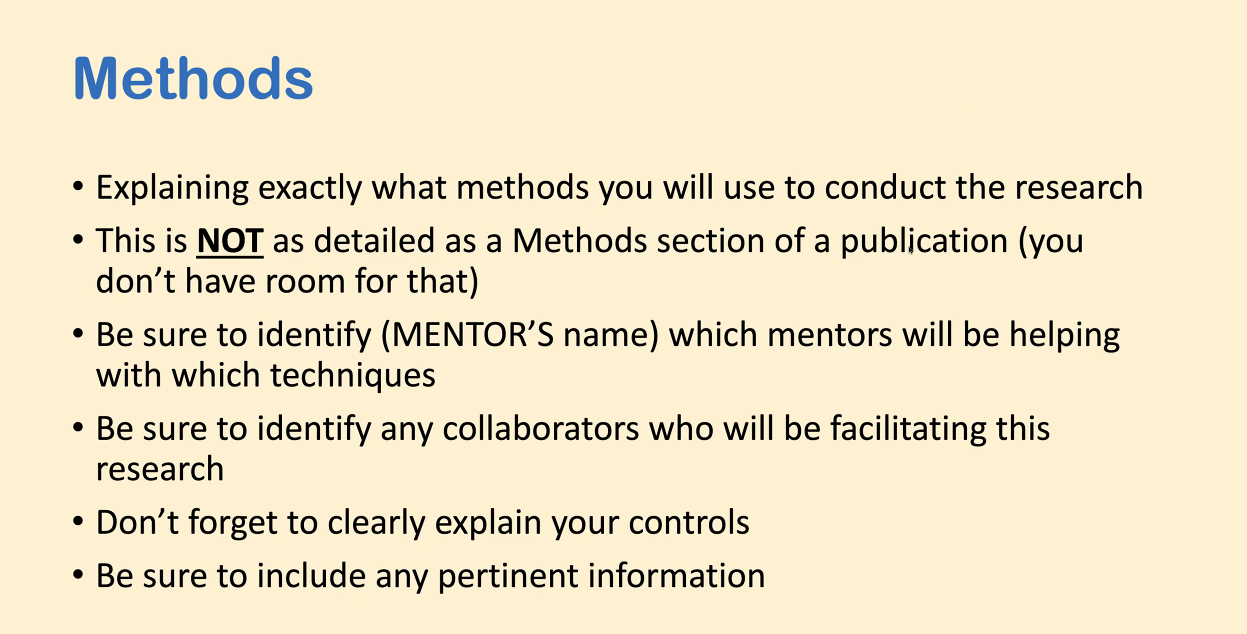 Methods
• Explaining exactly what methods you will use to conduct the research
• This is NOT as detailed as a Methods section of a publication (you
don’t have room for that)
• Be sure to identify (MENTOR’S name) which mentors will be helping
with which techniques
• Be sure to identify any collaborators who will be facilitating this
research
• Don’t forget to clearly explain your controls
• Be sure to include any pertinent information